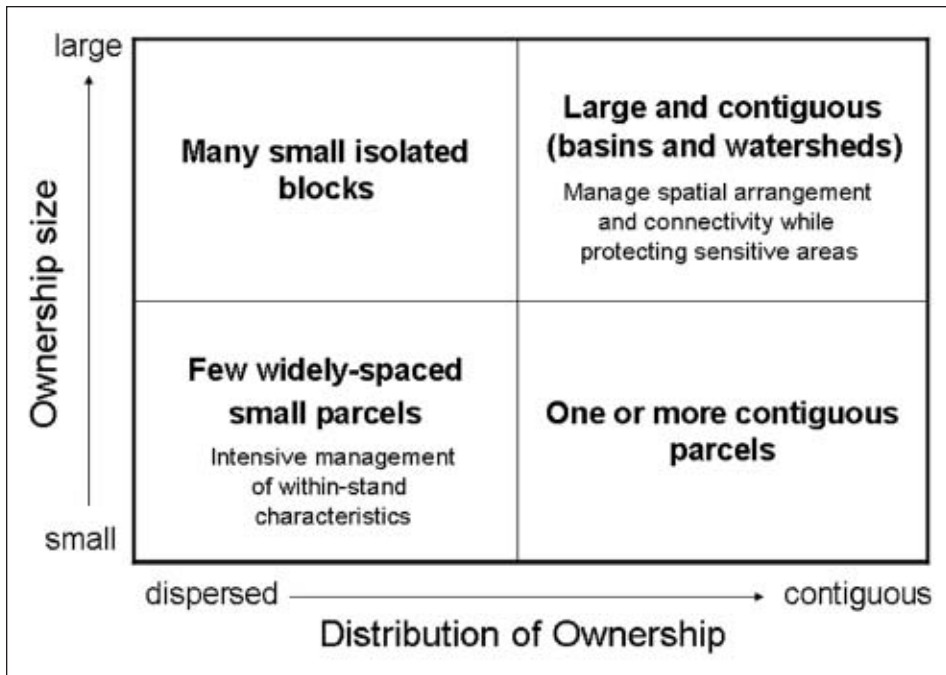 large
Many small isolated
blocks
Large and contiguous
(basins and watersheds)
Manage spatial arrangement
and connectivity while
protecting sensitive areas
Ownership size
Few widely-spaced
small parcels
Intensive management
of within-stand
characteristics
One or more contiguous
parcels
small
dispersed
contiguous
Distribution of Ownership